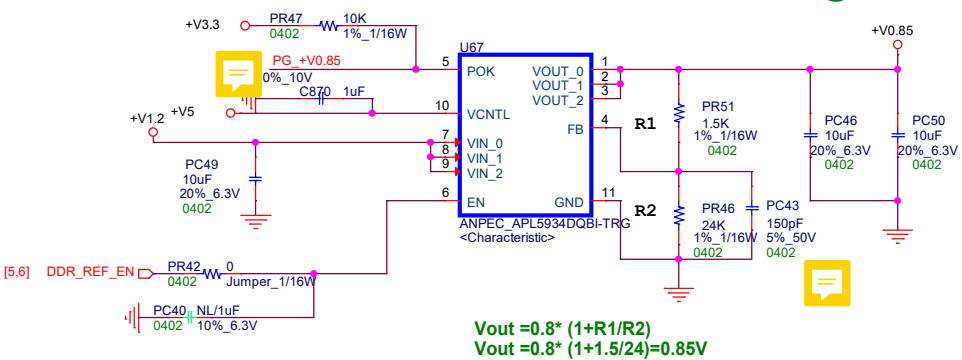 +V3.3
PR47
0402
10K
1%_1/16W
+V0.85
U67
PG_+V0.85
0%_10V
5
POK
C870
1uF
10
VCNTL
+V5
+V1.2
7
VIN_0
8
VIN_1
9
VIN_2
PC49
10uF
20%_6.3V
0402
6
EN
VOUT_0
1
VOUT_1
2
VOUT_2
3
FB
4
GND
11
ANPEC_APL5934DQBI-TRG
<Characteristic>
R1
PR51
1.5K
1%_1/16W
0402
R2
PR46
24K
1%_1/16W
0402
PC43
150pF
5%_50V
0402
PC46
10uF
20%_6.3V
0402
PC50
10uF
20%_6.3V
0402
[5,6]
DDR_REF_EN
PR42
0402
0
Jumper_1/16W
PC40
0402
NL/1uF
10%_6.3V
Vout =0.8* (1+R1/R2)
Vout =0.8* (1+1.5/24)=0.85V